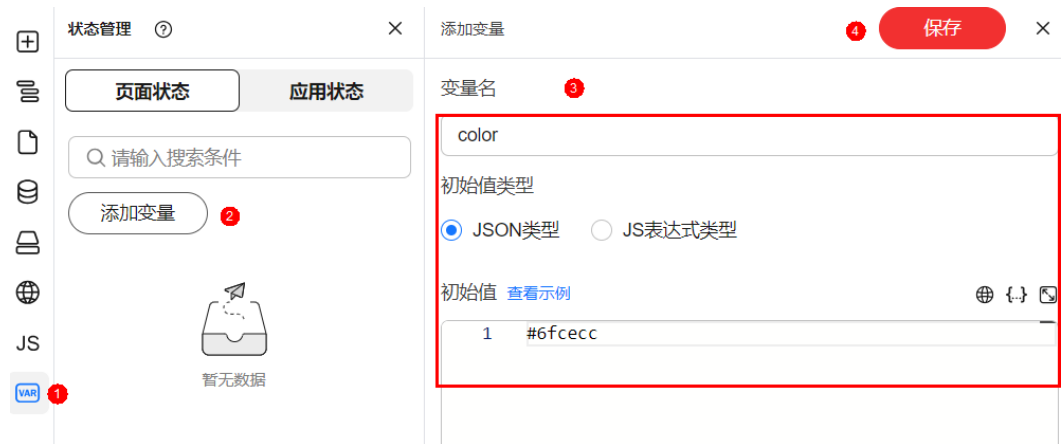 状态管理
添加变量
4
保存
页面状态
应用状态
变量名
3
color
请输入搜索条件
初始值类型
添加变量
2
JSON类型
JS表达式类型
初始值 查看示例
{...}
1 #6fcecc
JS
暂无数据
VAR
1